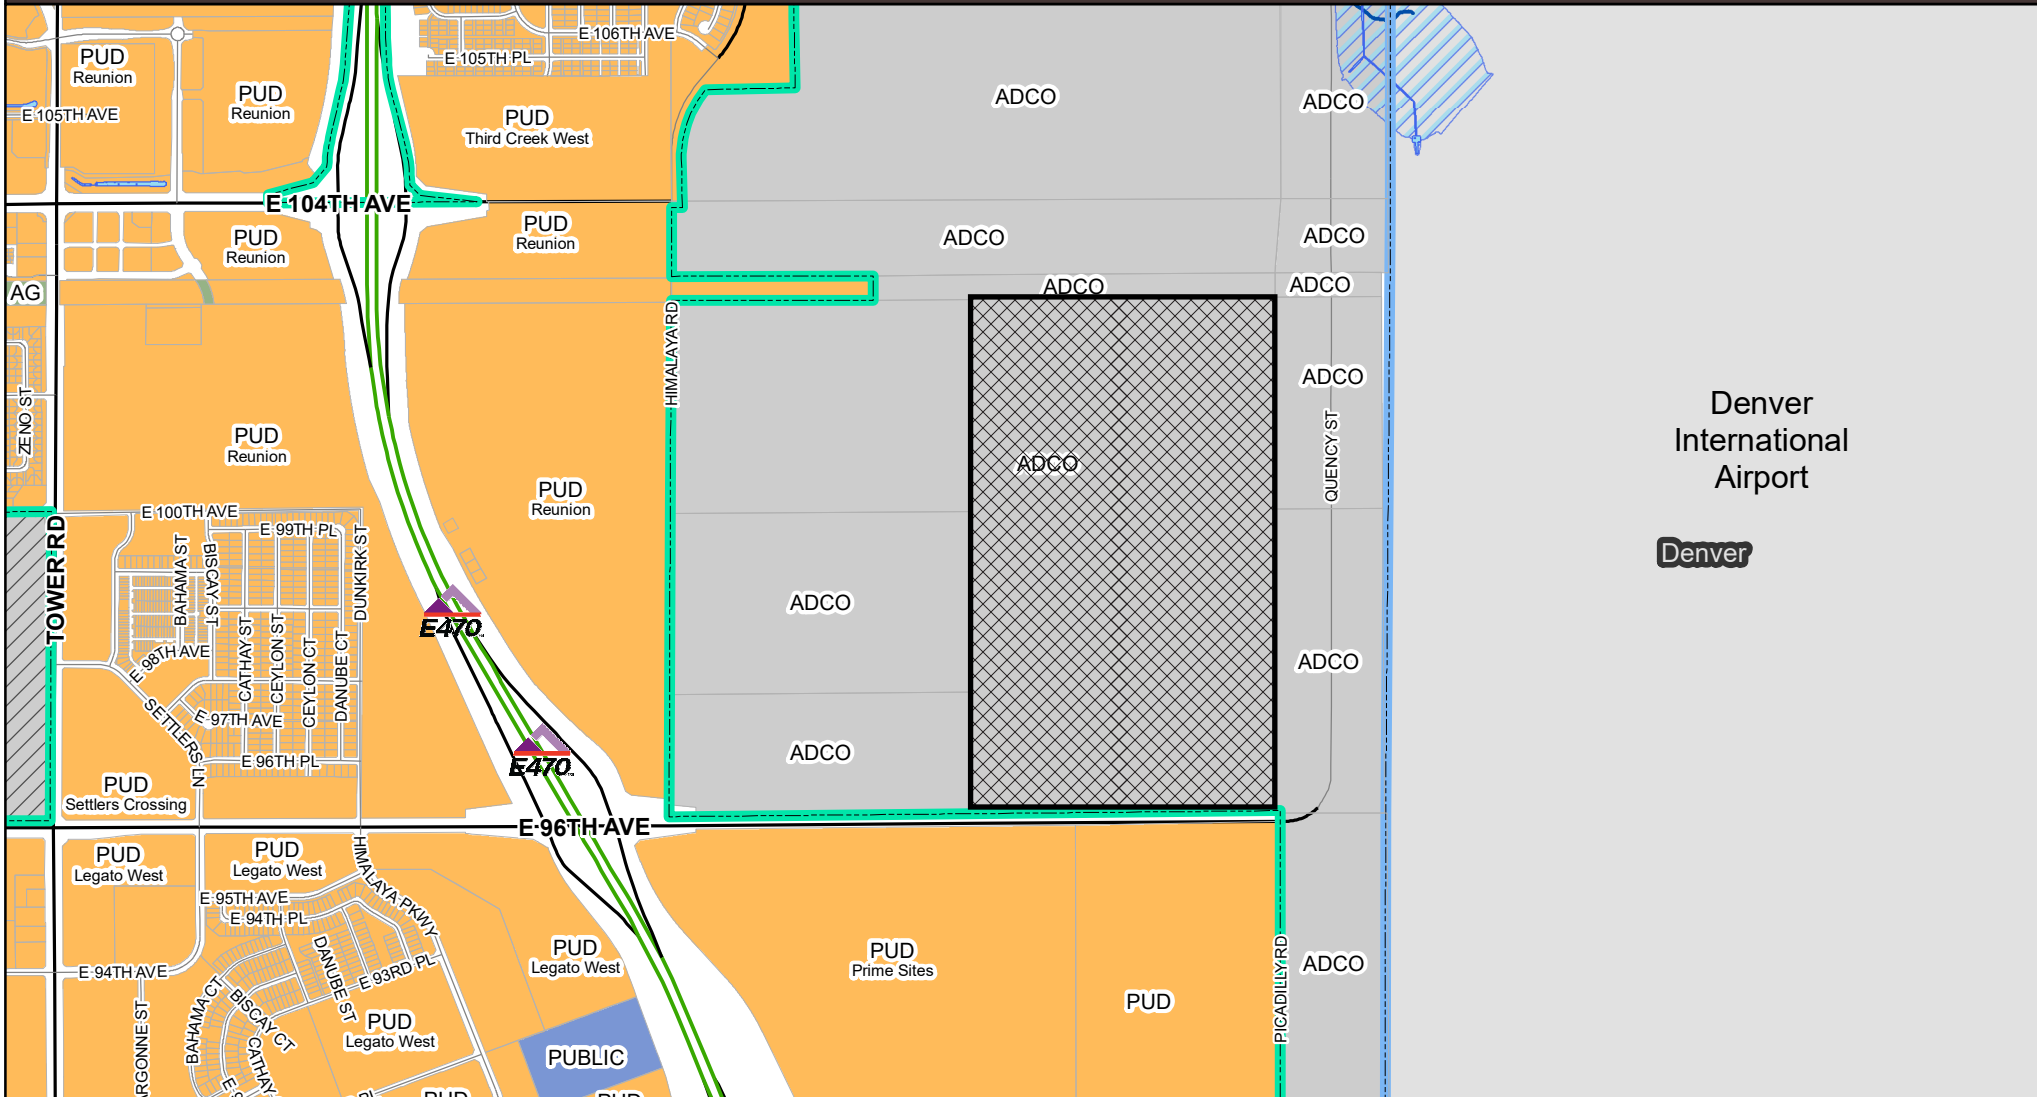 E 106TH AVE
E 105TH PL
PUD
Reunion
PUD
Reunion
E 105TH AVE
PUD
Third Creek West
ADCO
ADCO
E 104TH AVE
PUD
Reunion
PUD
Reunion
ADCO
ADCO
AG
ADCO
ADCO
HIMALAYA RD
ADCO
ZENO ST
PUD
Reunion
PUD
Reunion
ADCO
QUENCY ST
Denver
International
Airport
Denver
TOWER RD
E 100TH AVE
E 99TH PL
BAHAMA ST
BISCAY ST
DUNKIRK ST
CATHAY ST
CEYLON ST
CEYLON CT
DANUBE CT
E 98TH AVE
E470
ADCO
ADCO
SETTLERS LN
E 97TH AVE
E 96TH PL
E470
ADCO
PUD
Settlers Crossing
E 96TH AVE
PUD
Legato West
PUD
Legato West
HIMALAYA PKWY
E 95TH AVE
E 94TH PL
E 94TH AVE
DANUBE ST
E 93RD PL
PUD
Legato West
PUD
Prime Sites
PUD
PICADILLY RD
ADCO
ARGONNE ST
BAHAMA CT
BISCAY CT
CATHAY
PUD
Legato West
PUBLIC
PUD
PUD